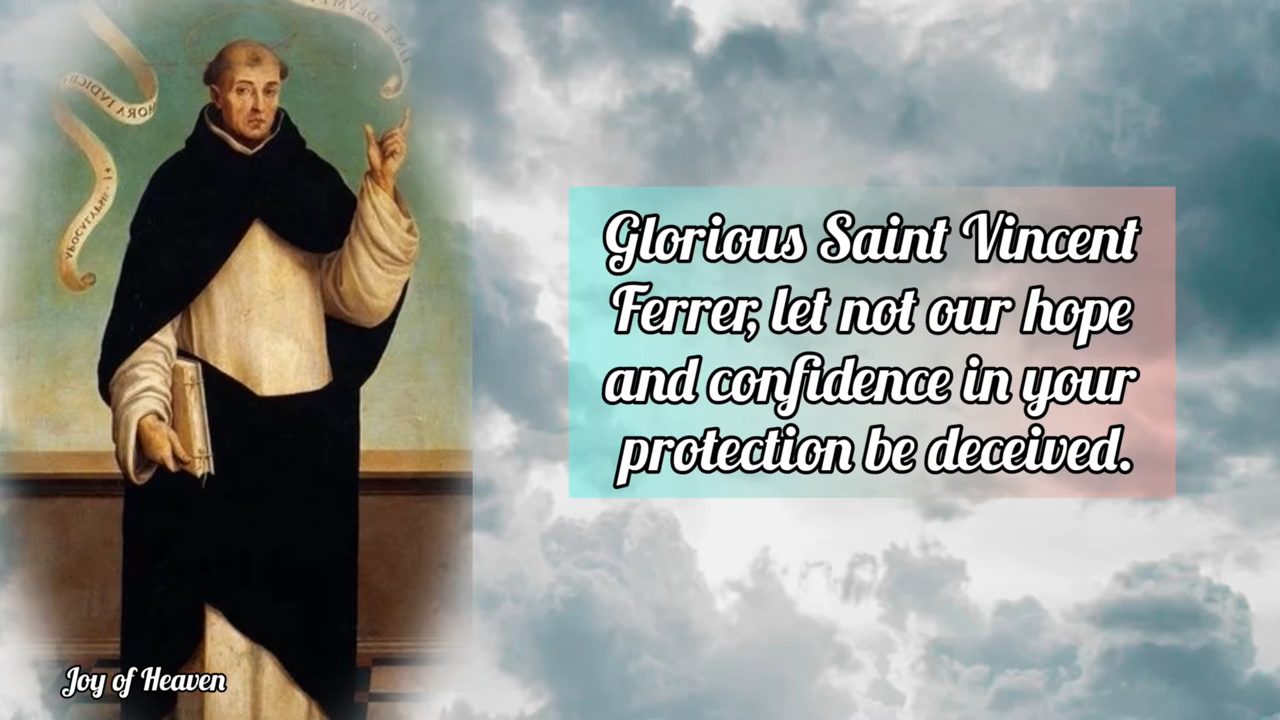 Glorious Saint Vincent
Ferrer, let not our hope
and confidence in your
protection be deceived.
Joy of Heaven